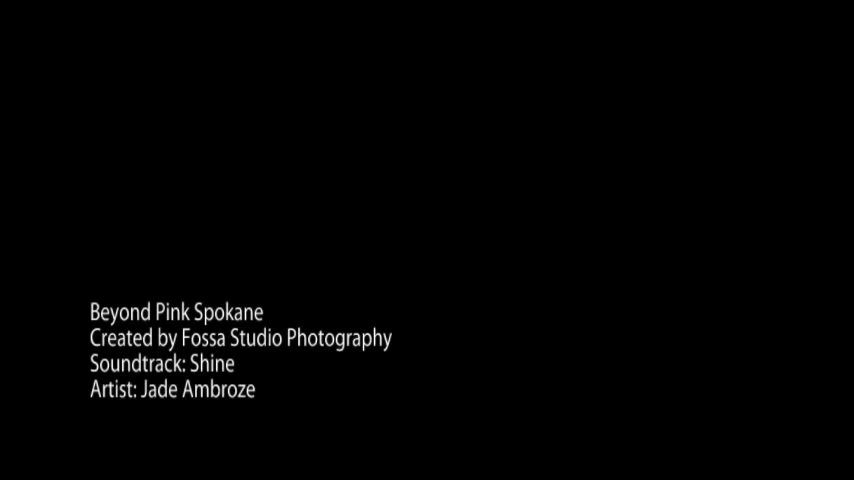 Beyond Pink Spokane
Created by Fossa Studio Photography
Soundtrack: Shine
Artist: Jade Ambroze